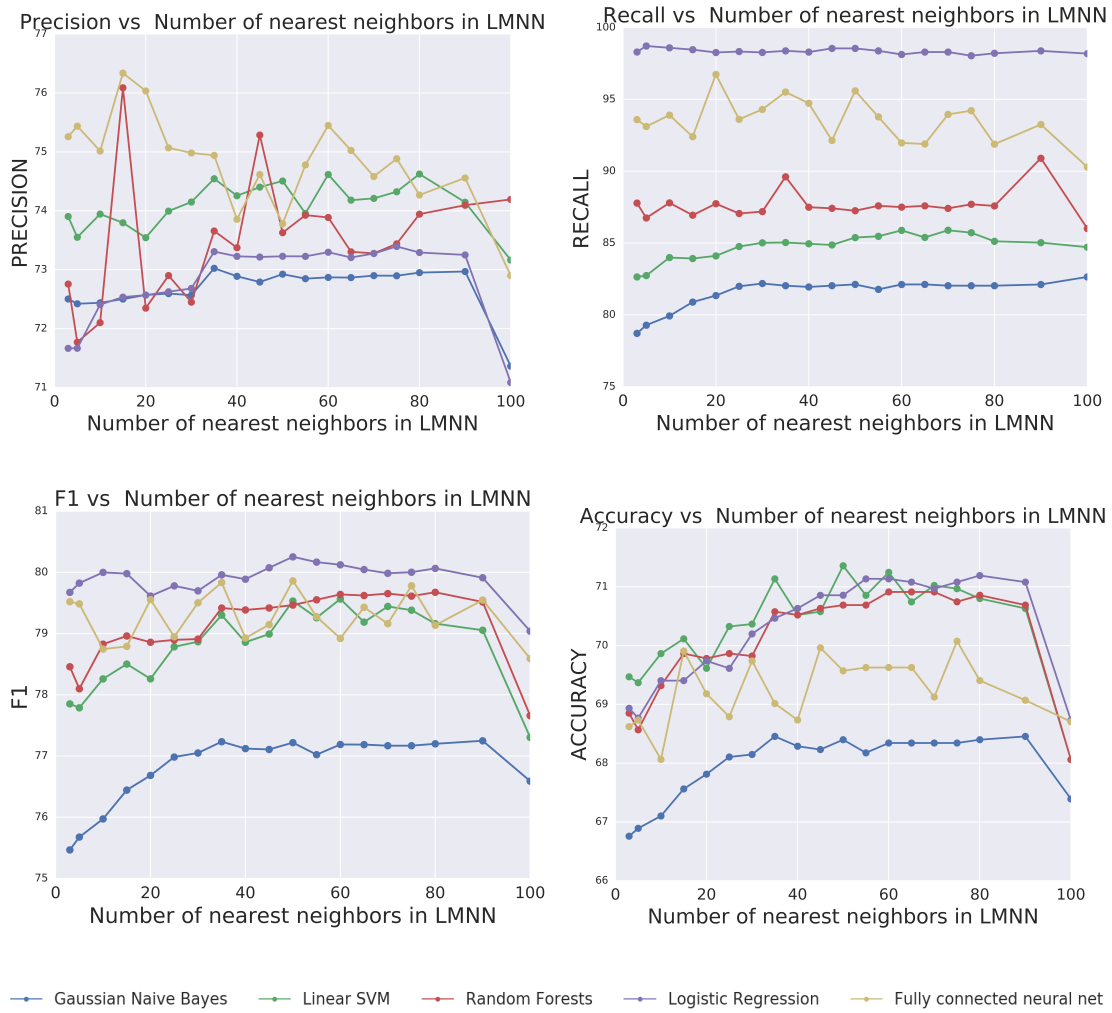 Precision vs  Number of nearest neighbors in LMNN
77
76
75
74
73
72
71
PRECISION
0 20 40 60 80 100
Number of nearest neighbors in LMNN
Recall vs  Number of nearest neighbors in LMNN
100
95
90
85
80
75
RECALL
0 20 40 60 80 100
Number of nearest neighbors in LMNN
F1 vs  Number of nearest neighbors in LMNN
81
80
79
78
77
76
75
F1
0 20 40 60 80 100
Number of nearest neighbors in LMNN
Accuracy vs  Number of nearest neighbors in LMNN
72
71
70
69
68
67
66
ACCURACY
0 20 40 60 80 100
Number of nearest neighbors in LMNN
Gaussian Naive Bayes Linear SVM Random Forests Logistic Regression Fully connected neural net